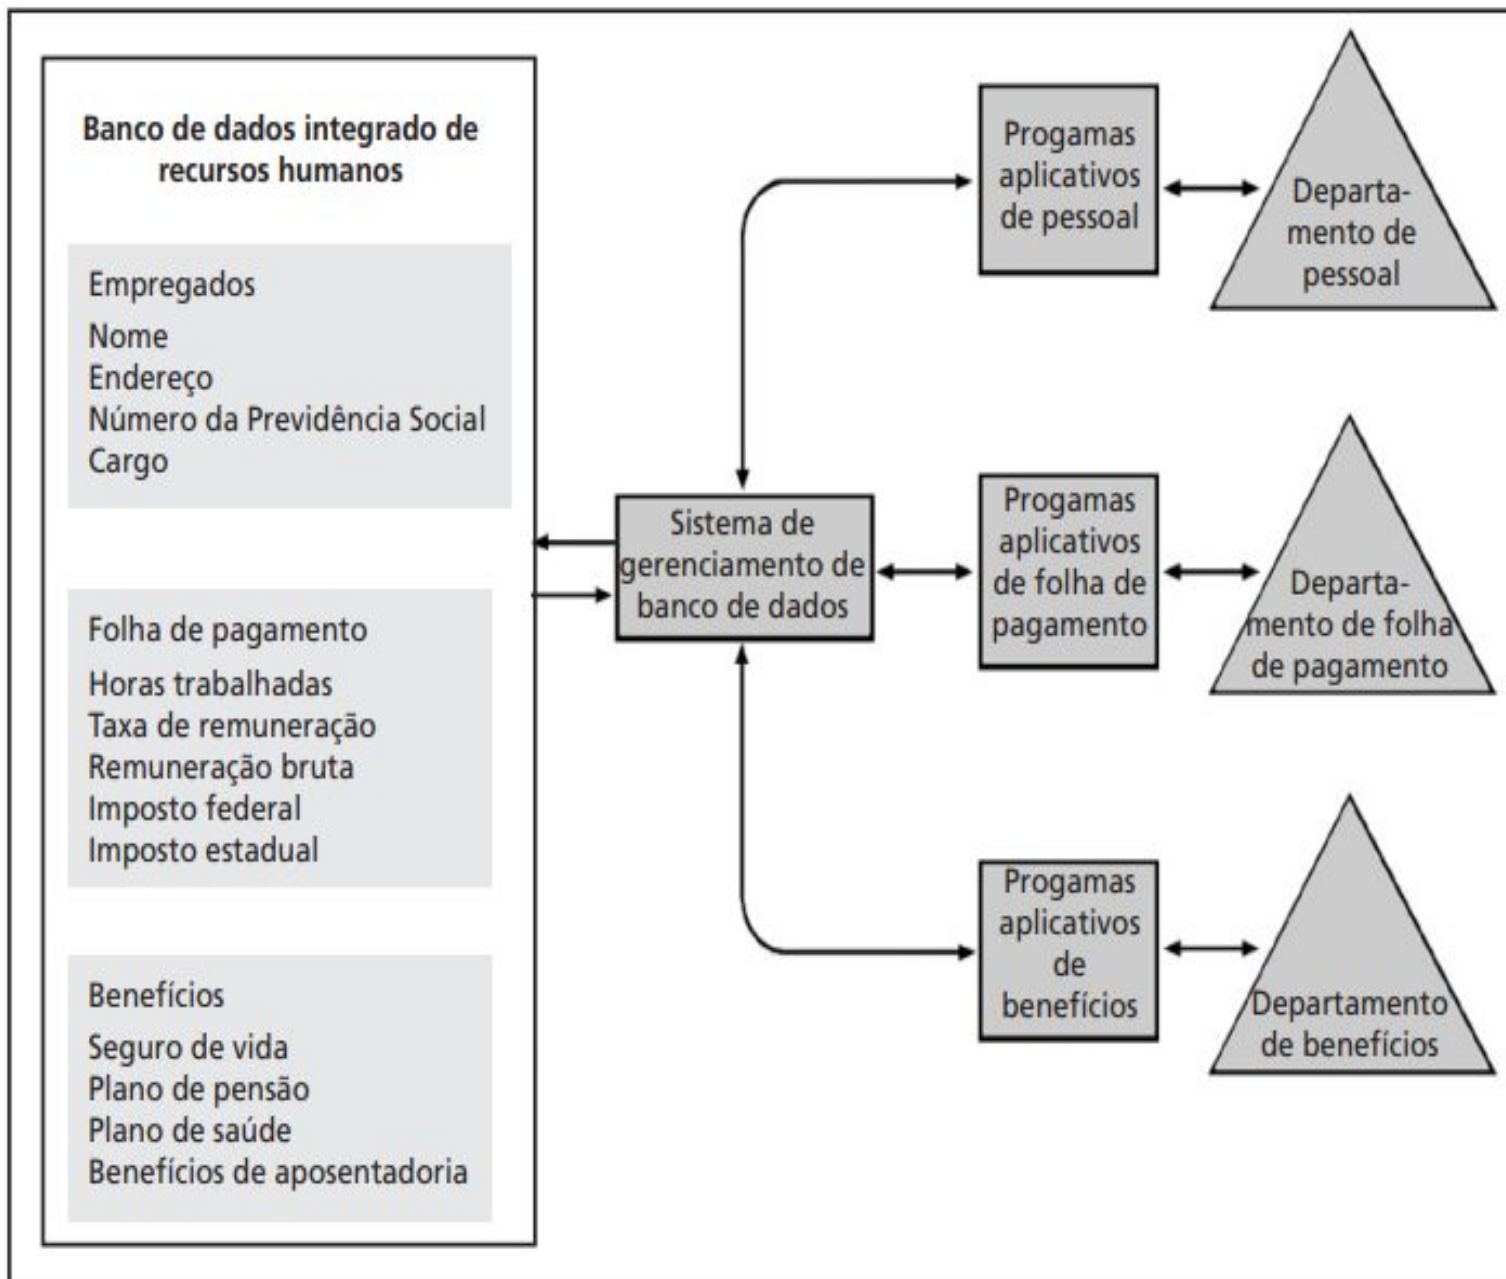 Banco de dados integrado de
recursos humanos
Empregados
Nome
Endereço
Número da Previdência Social
Cargo
Folha de pagamento
Horas trabalhadas
Taxa de remuneração
Remuneração bruta
Imposto federal
Imposto estadual
Benefícios
Seguro de vida
Plano de pensão
Plano de saúde
Benefícios de aposentadoria
Sistema de
gerenciamento de
banco de dados
Progamas
aplicativos
de pessoal
Departa-
mento de
pessoal
Progamas
aplicativos
de folha de
pagamento
Departa-
mento de folha
de pagamento
Progamas
aplicativos
de
benefícios
Departamento
de benefícios